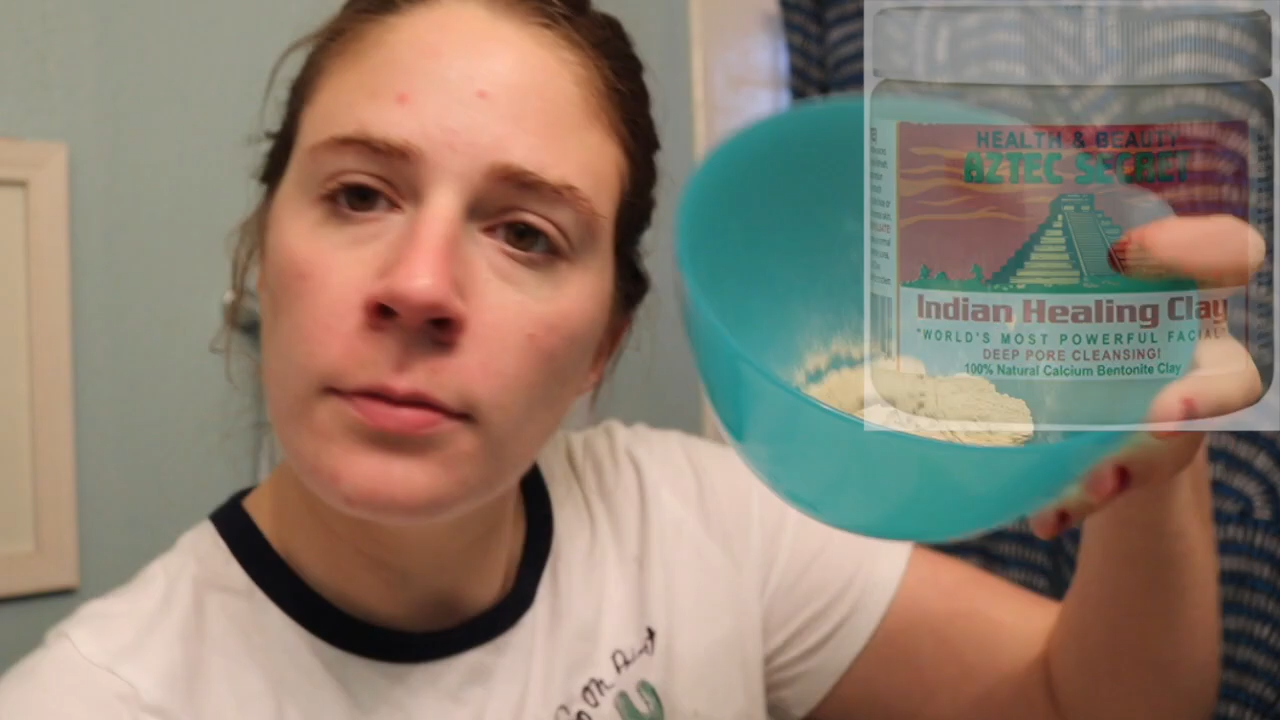 HEALTH & BEAUTY
AZTEC SECRET
Indian Healing Clay
"WORLD'S MOST POWERFUL FACIAL"
DEEP PORE CLEANSING!
100% Natural Calcium Bentonite Clay
on